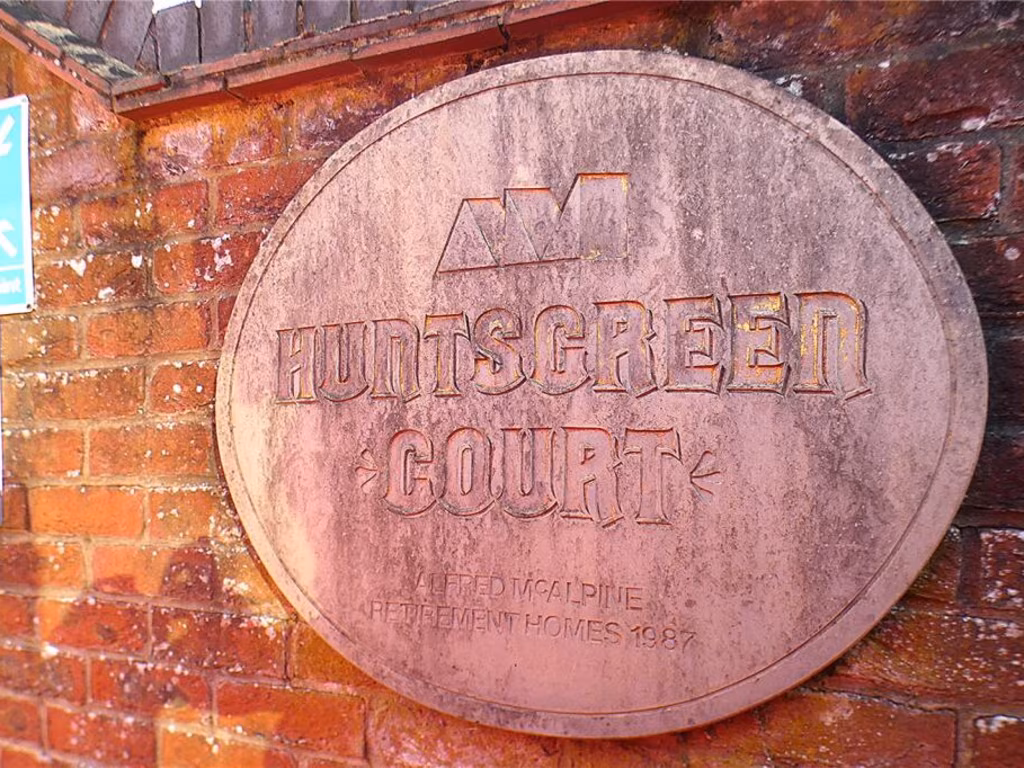 HUNTSGREEN
COURT
ALFRED McALPINE
RETIREMENT HOMES 1987